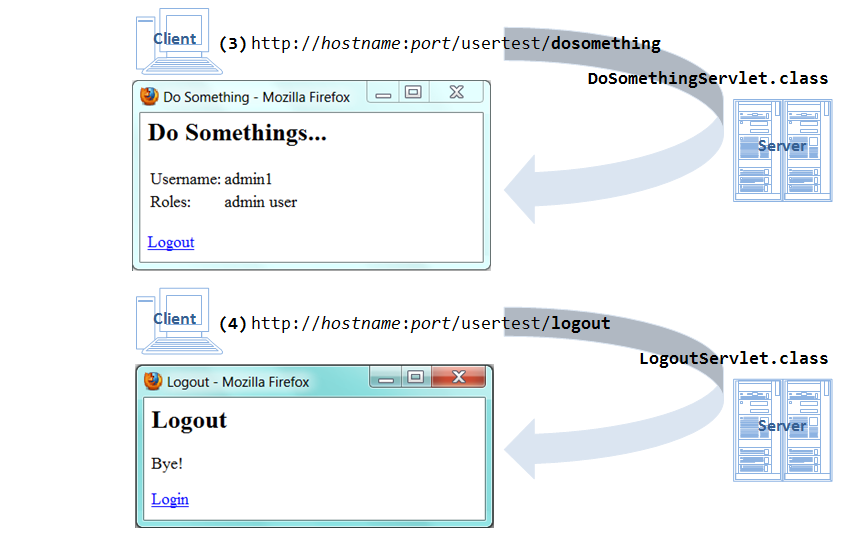 Client
(3) http://hostname:port/usertest/dosomething
DoSomethingServlet.class
Do Something - Mozilla Firefox
Do Somethings...
Server
Username: admin1
Roles: admin user
Logout
Client
(4) http://hostname:port/usertest/logout
LogoutServlet.class
Logout - Mozilla Firefox
Logout
Server
Bye!
Login